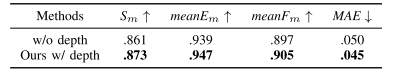 Methods S_m ↑ meanE_m ↑ meanF_m ↑ MAE ↓
w/o depth .861 .939 .897 .050
Ours w/ depth .873 .947 .905 .045